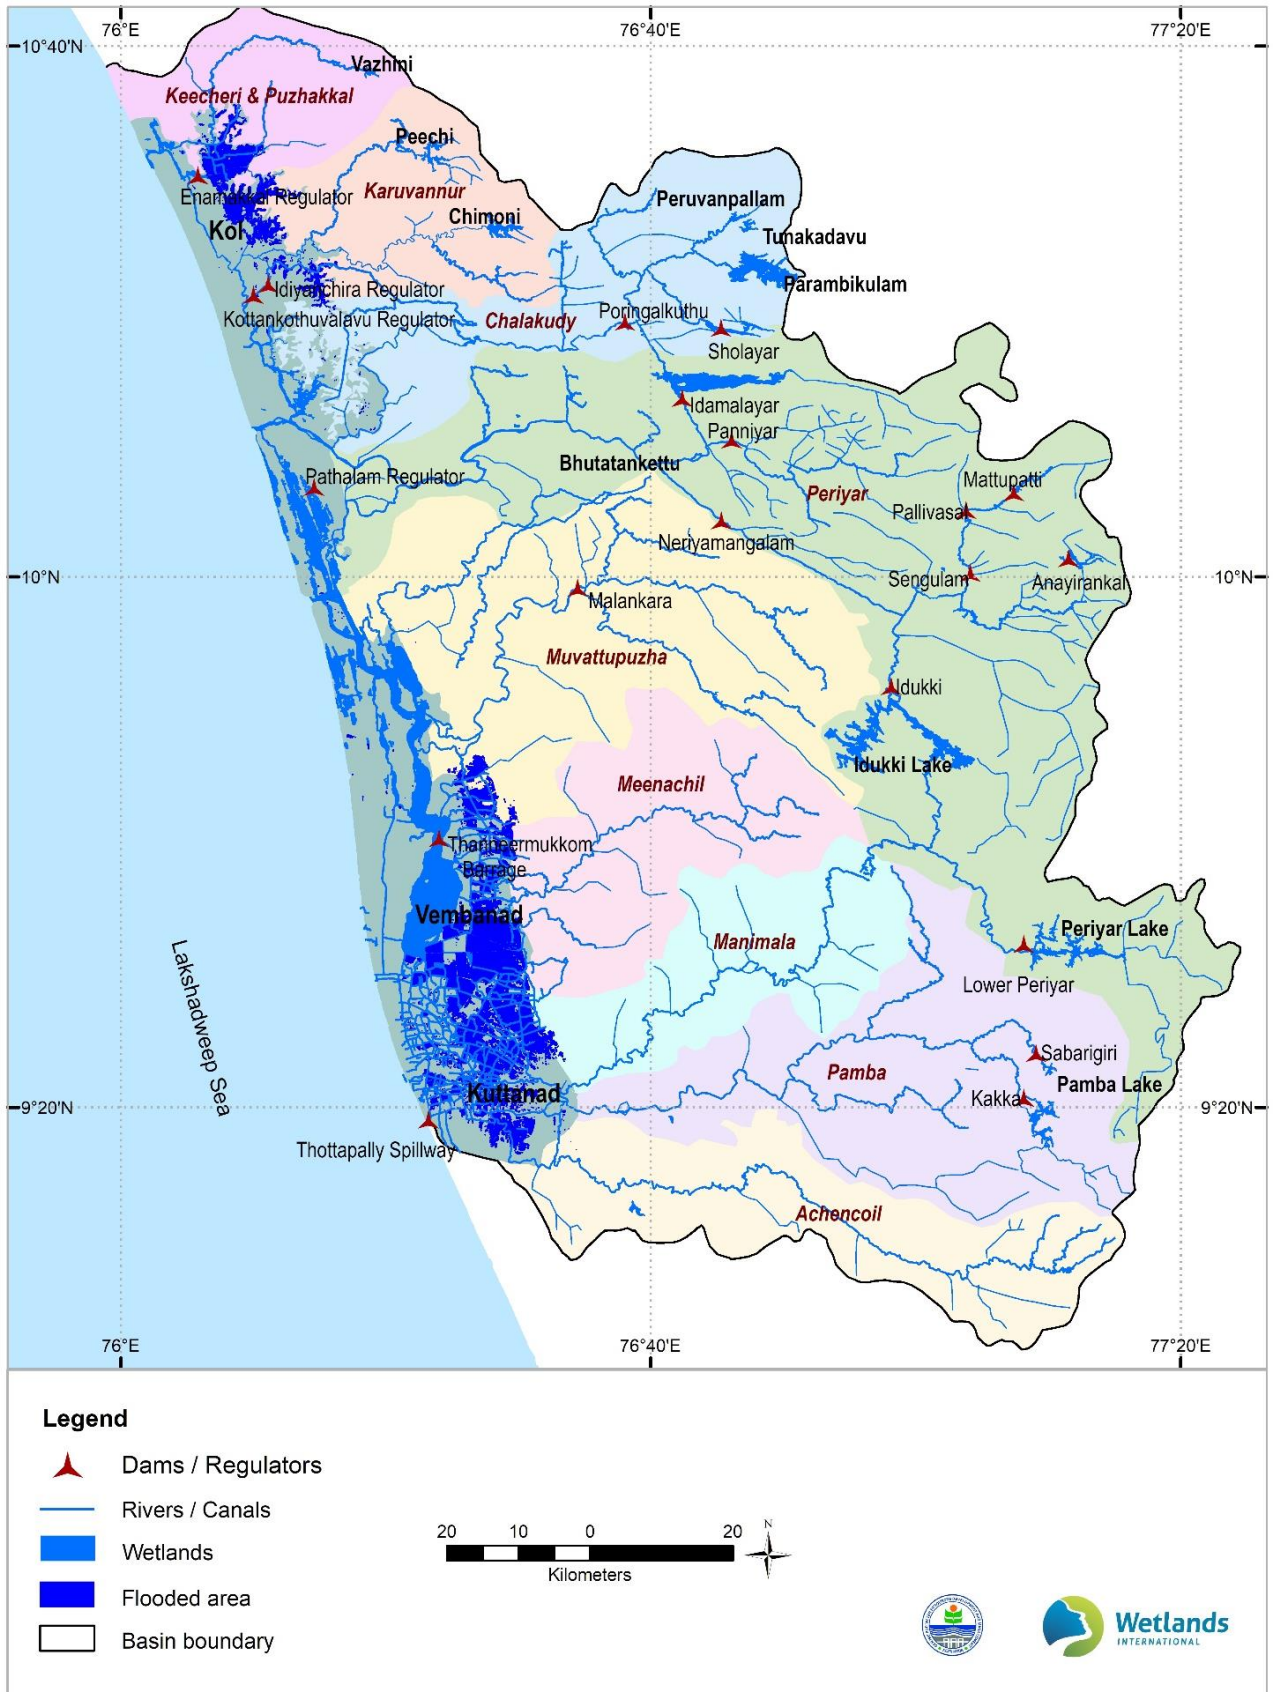 76°E 76°40'E 77°20'E
10°40'N
Vazhini
Keecheri & Puzhakkal
Peechi
Karuvannur
Enamakkal Regulator
Peruvanpallam
Chimoni
Kol
Tunakadavu
Parambikulam
Idiyanchira Regulator
Poringalkuthu
Kottankothuvalavu Regulator
Chalakudy
Sholayar
Idamalayar
Panniyar
Bhutatankettu
Pathalam Regulator
Mattupatti
Periyar
Pallivasal
Neriyamangalam
10°N 10°N
Sengulam
Anayirankal
Malankara
Muvattupuzha
Idukki
Idukki Lake
Meenachil
Thanneermukkom
Barrage
Vembanad
Periyar Lake
Manimala
Lakshadweep Sea
Lower Periyar
Sabarigiri
Pamba
Pamba Lake
Kuttanad
Kakka
9°20'N 9°20'N
Thottapally Spillway
Achencoil
76°E 76°40'E 77°20'E
Legend
Dams / Regulators
Rivers / Canals
Wetlands
Flooded area
Basin boundary
20 10 0 20
Kilometers
N
Wetlands
INTERNATIONAL